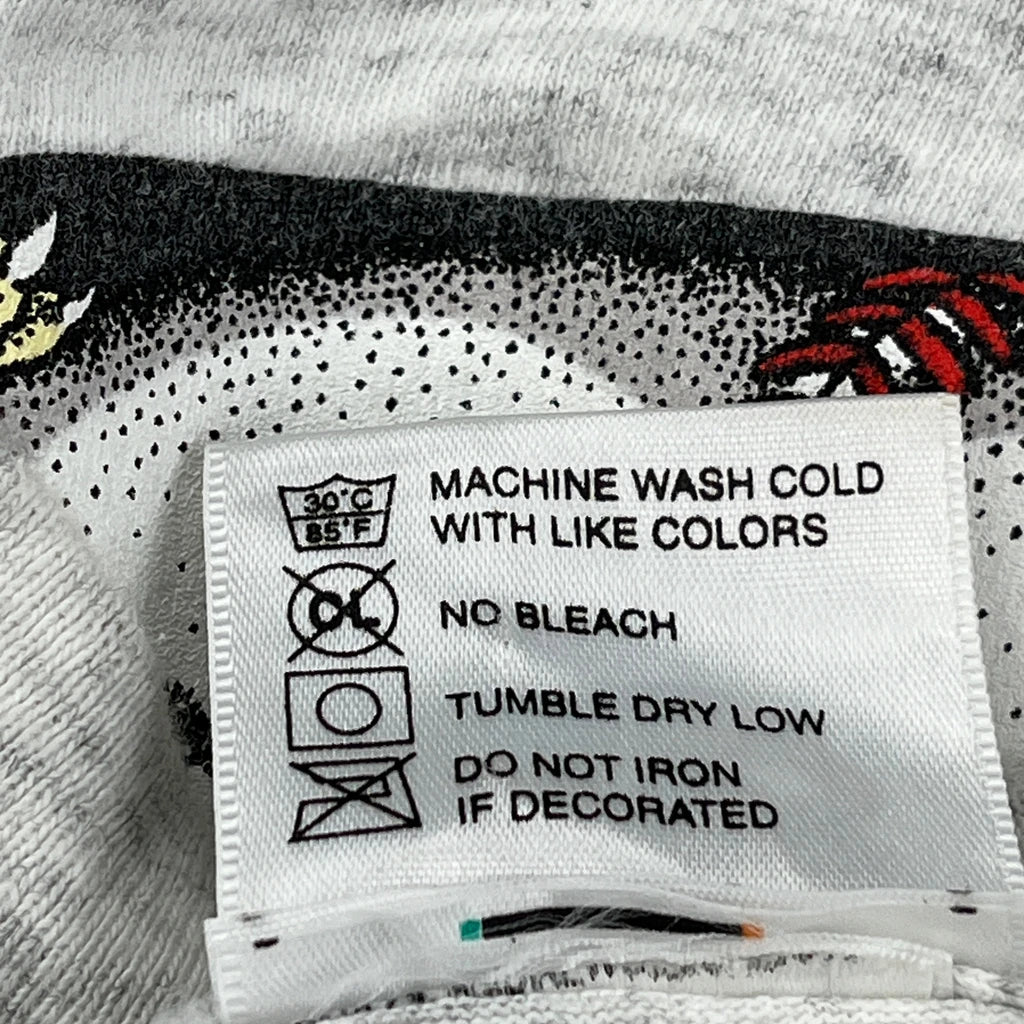 30°C
85°F
MACHINE WASH COLD
WITH LIKE COLORS
CL
NO BLEACH
TUMBLE DRY LOW
DO NOT IRON
IF DECORATED